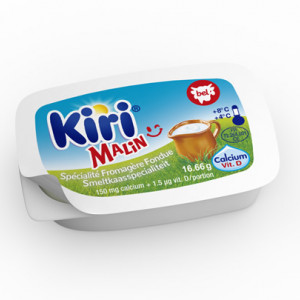 bel
+8°C
+4°C
Kiri®
MALiN
Spécialité Fromagère Fondue
Smeltkaasspecialiteit
16.66g
Calcium
Vit. D
150 mg calcium + 1.5 µg vit. D/portion